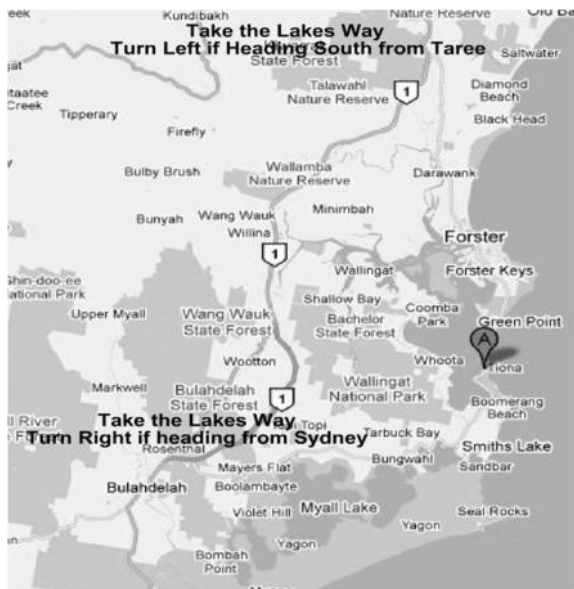 Kundibakh
Nature Reserve
Take the Lakes Way
Turn Left if Heading South from Taree
State Forest
Saltwater
Talawahl
Nature Reserve
1
Diamond
Beach
Creek
Tipperary
Black Head
Firefly
Bulby Brush
Wallamba
Nature Reserve
Darawank
Bunyah
Wang Wauk
Minimbah
Willina
Forster
1
Wallingat
Forster Keys
National Park
Shallow Bay
Upper Myall
Wang Wauk
State Forest
Bachelor
State Forest
Coomba
Park
Green Point
A
Wootton
Whoota
Tiona
Markwell
Bulahdelah
State Forest
Wallingat
National Park
1
Boomerang
Beach
Take the Lakes Way
Topi
Tarbuck Bay
Turn Right if heading from Sydney
Smiths Lake
Rosenthal
Bungwahl
Mayers Flat
Sandbar
Bulahdelah
Boolambayte
Violet Hill
Myall Lake
Seal Rocks
Yagon
Yagon
Bombah
Point